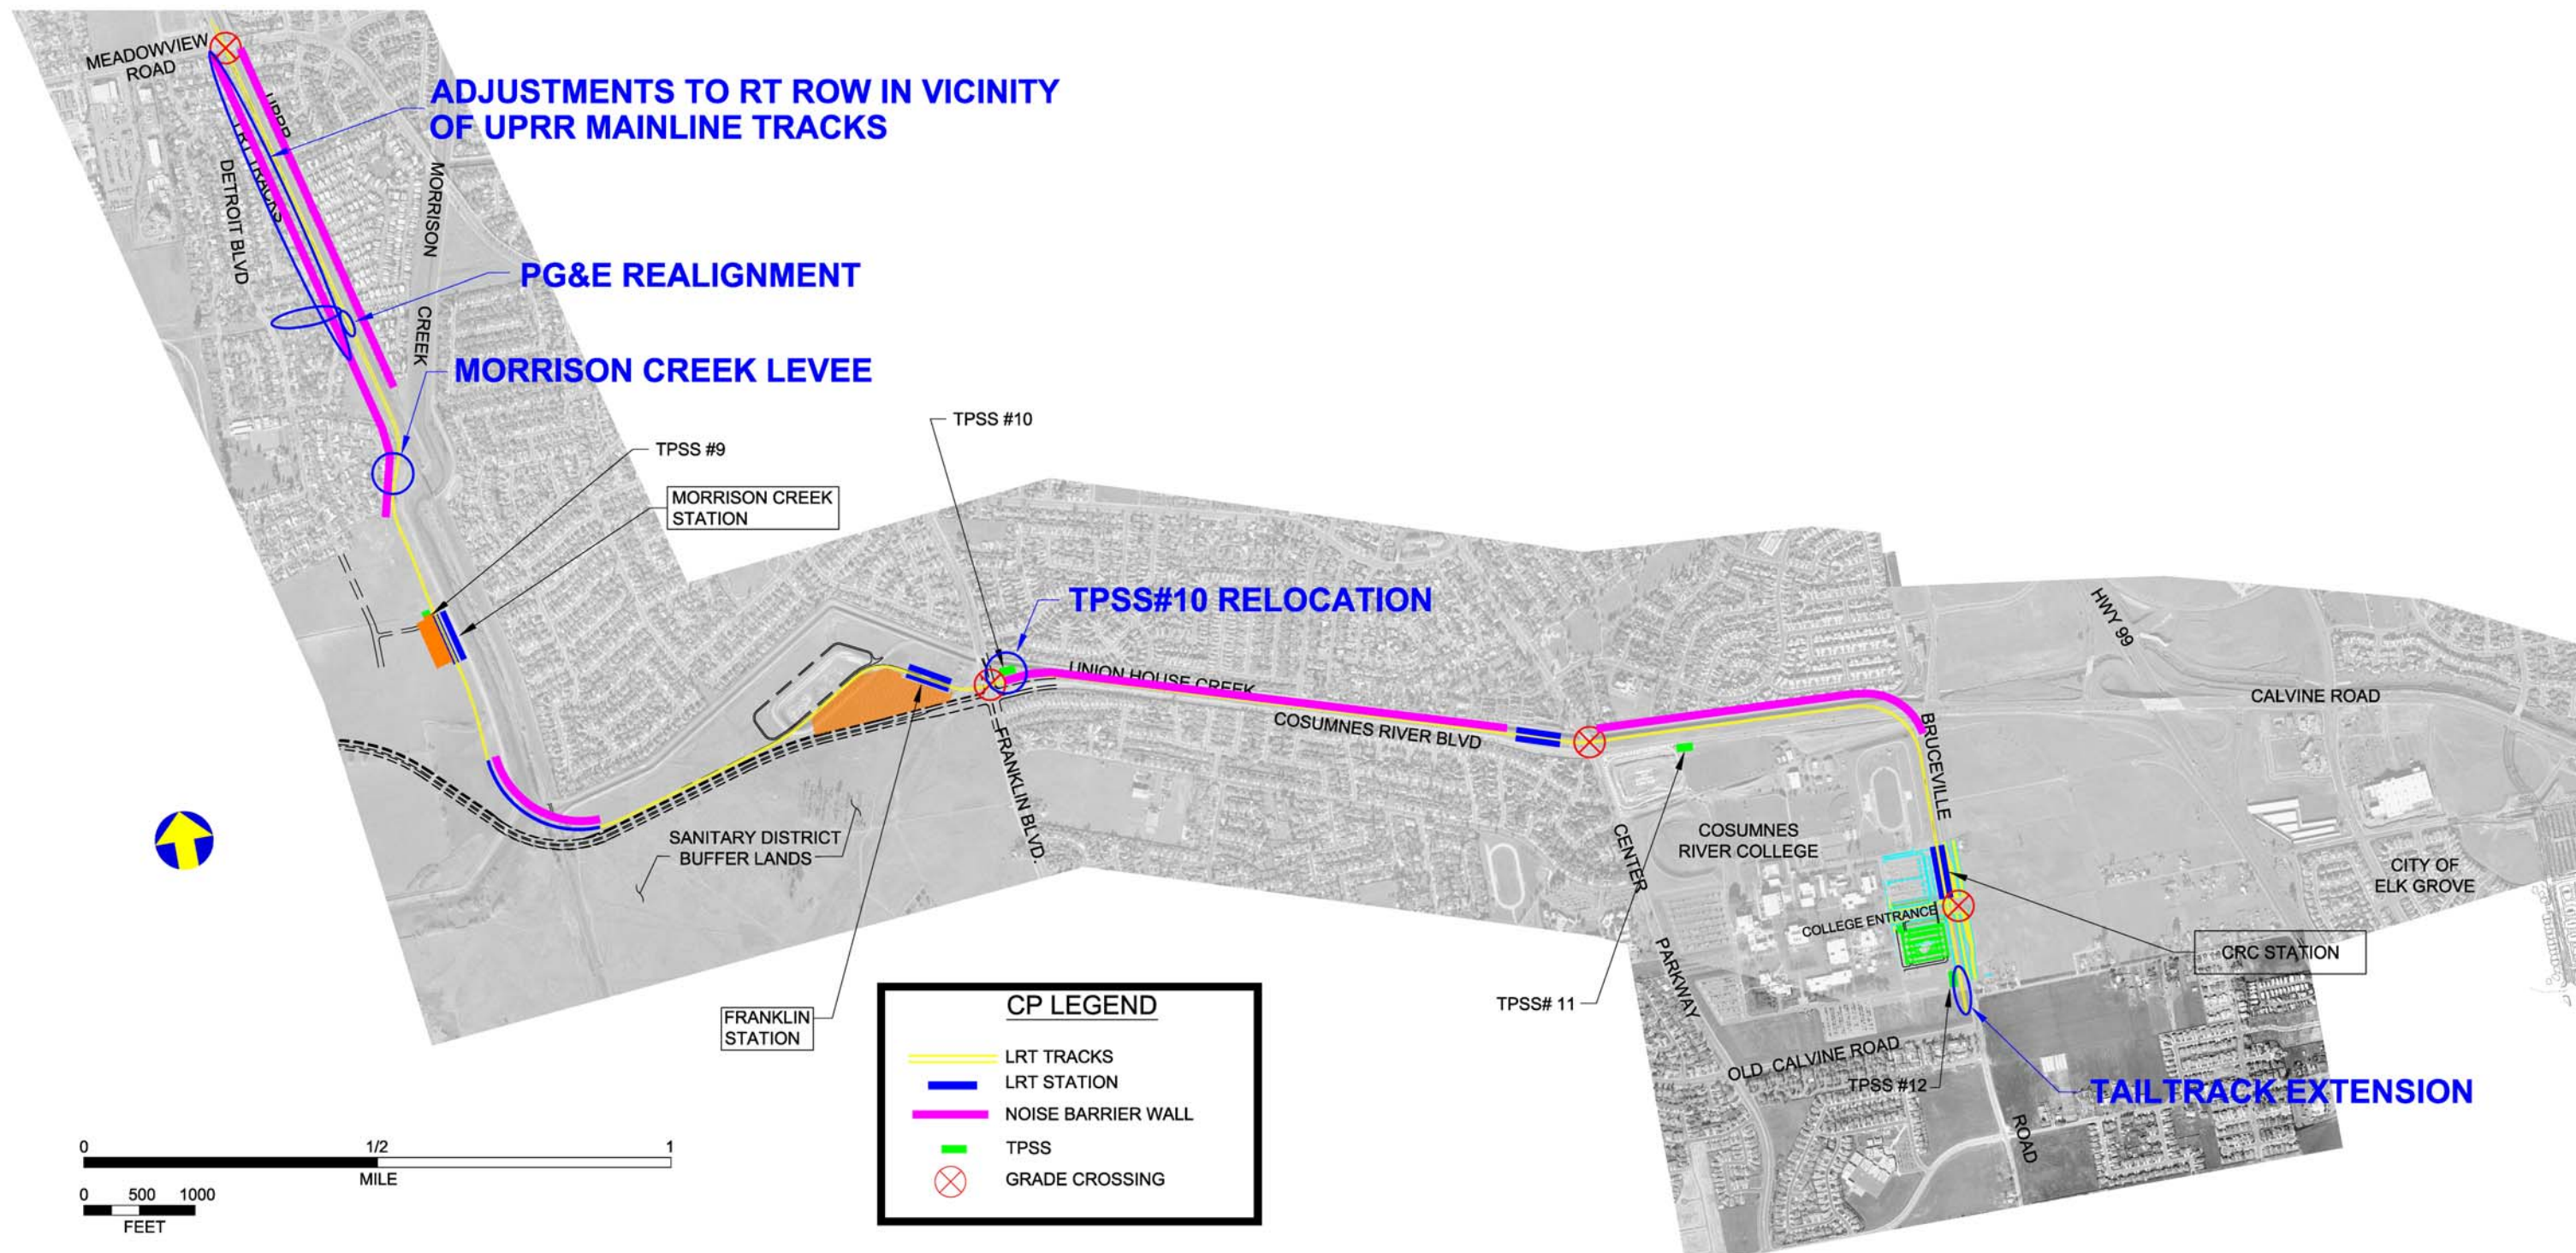 MEADOWVIEW
ROAD
ADJUSTMENTS TO RT ROW IN VICINITY
OF UPRR MAINLINE TRACKS
UPRR
LRT TRACKS
DETROIT BLVD
MORRISON
CREEK
PG&E REALIGNMENT
MORRISON CREEK LEVEE
TPSS #9
TPSS #10
MORRISON CREEK
STATION
TPSS#10 RELOCATION
UNION HOUSE CREEK
COSUMNES RIVER BLVD
FRANKLIN BLVD.
SANITARY DISTRICT
BUFFER LANDS
FRANKLIN
STATION
HWY 99
CALVINE ROAD
BRUCEVILLE
CENTER
PARKWAY
COSUMNES
RIVER COLLEGE
CITY OF
ELK GROVE
COLLEGE ENTRANCE
CRC STATION
TPSS# 11
OLD CALVINE ROAD
TPSS #12
TAILTRACK EXTENSION
ROAD
CP LEGEND
LRT TRACKS
LRT STATION
NOISE BARRIER WALL
TPSS
GRADE CROSSING
0 1/2 1
MILE
0 500 1000
FEET